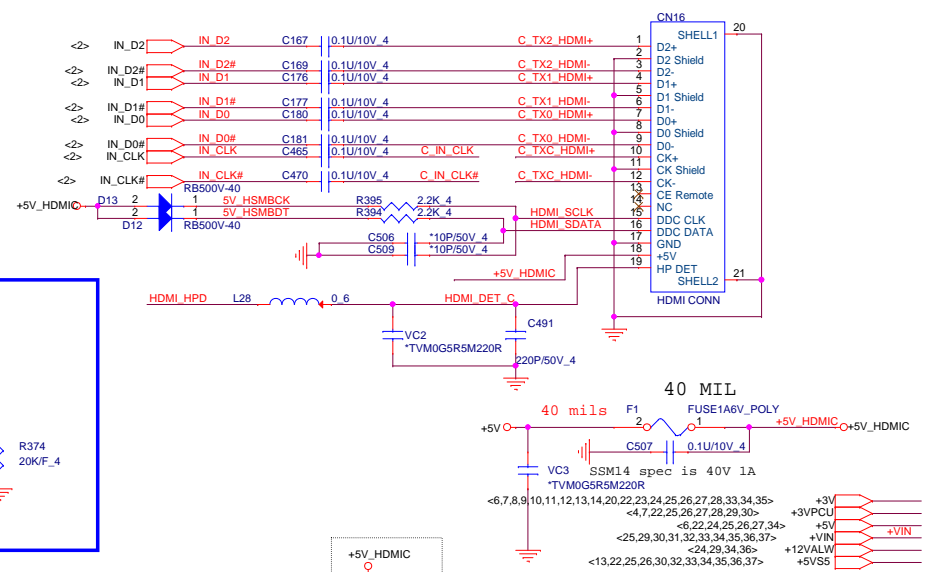 CN16
SHELL1 20
<2> IN_D2 IN_D2 C167 0.1U/10V_4 C_TX2_HDMI+ 1 D2+
2 D2 Shield
<2> IN_D2# IN_D2# C169 0.1U/10V_4 C_TX2_HDMI- 3 D2-
<2> IN_D1 IN_D1 C176 0.1U/10V_4 C_TX1_HDMI+ 4 D1+
5 D1 Shield
<2> IN_D1# IN_D1# C177 0.1U/10V_4 C_TX1_HDMI- 6 D1-
<2> IN_D0 IN_D0 C180 0.1U/10V_4 C_TX0_HDMI+ 7 D0+
8 D0 Shield
<2> IN_D0# IN_D0# C181 0.1U/10V_4 C_TX0_HDMI- 9 D0-
<2> IN_CLK IN_CLK C465 0.1U/10V_4 C_IN_CLK C_TXC_HDMI+ 10 CK+
11 CK Shield
<2> IN_CLK# IN_CLK# C470 0.1U/10V_4 C_IN_CLK# C_TXC_HDMI- 12 CK-
RB500V-40 13 CE Remote
+5V_HDMIC D13 2 1 5V_HSMBCK R395 2.2K_4 14 NC
HDMI_SCLK 15 DDC CLK
2 1 5V_HSMBDT R394 2.2K_4
D12 RB500V-40 HDMI_SDATA 16 DDC DATA
C506 *10P/50V_4 17 GND
C509 *10P/50V_4 18 +5V
+5V_HDMIC 19 HP DET
SHELL2 21
HDMI_HPD L28 0_6 HDMI_DET_C HDMI CONN
C491
VC2
*TVM0G5R5M220R
220P/50V_4
40 MIL
40 mils F1 FUSE1A6V_POLY
+5V 2 1 +5V_HDMIC +5V_HDMIC
R374 C507 0.1U/10V_4
20K/F_4
VC3 SSM14 spec is 40V 1A
*TVM0G5R5M220R
<6,7,8,9,10,11,12,13,14,20,22,23,24,25,26,27,28,33,34,35> +3V
<4,7,22,25,26,27,28,29,30> +3VPCU
<6,22,24,25,26,27,34> +5V
<25,29,30,31,32,33,34,35,36,37> +VIN +VIN
<24,29,34,36> +12VALW
<13,22,25,26,30,32,33,34,35,36,37> +5VS5
+5V_HDMIC